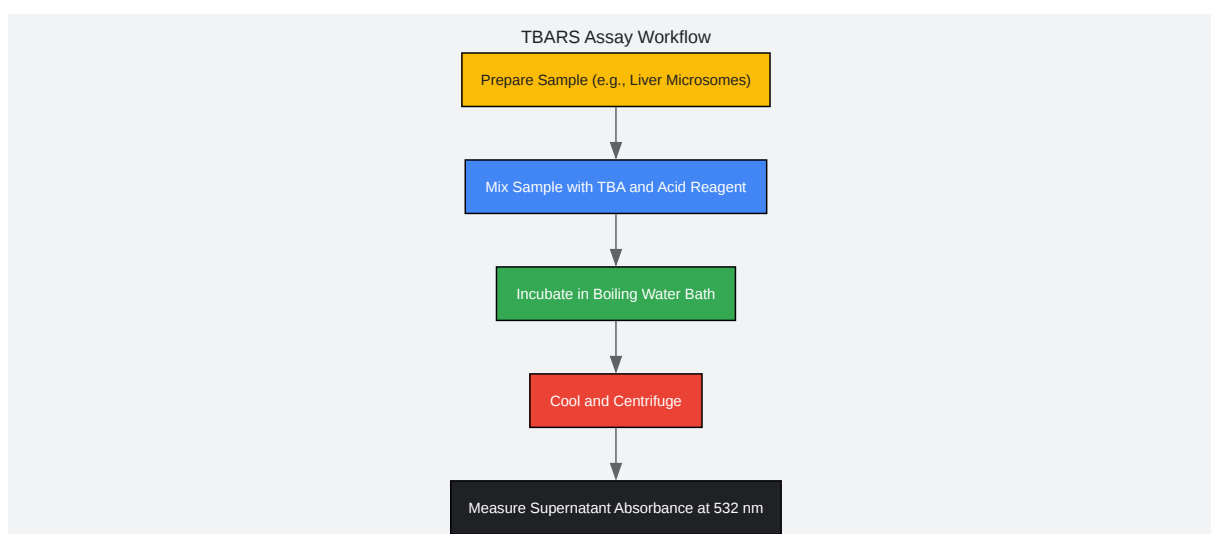 TBARS Assay Workflow
Prepare Sample (e.g., Liver Microsomes)
Mix Sample with TBA and Acid Reagent
Incubate in Boiling Water Bath
Cool and Centrifuge
Measure Supernatant Absorbance at 532 nm